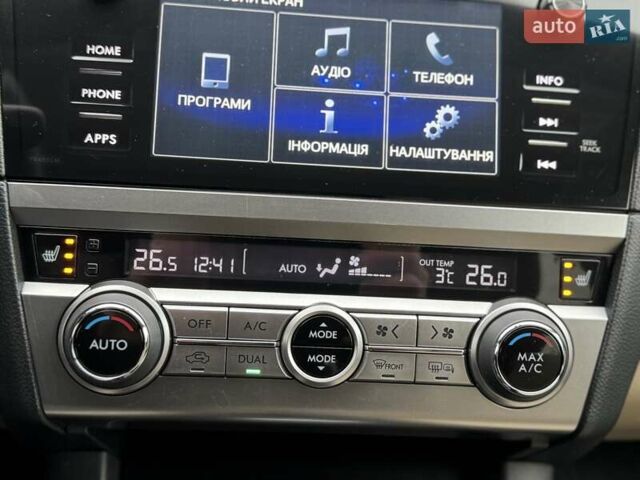 ЕКРАН
auto RIA .com
HOME
PHONE
APPS
ПРОГРАМИ
АУДІО
ТЕЛЕФОН
ІНФОРМАЦІЯ
НАЛАШТУВАННЯ
INFO
SEEK
TRACK
26.5
12:41
AUTO
OUT TEMP
3°C
26.0
AUTO
OFF
A/C
MODE
MODE
DUAL
FRONT
MAX
A/C